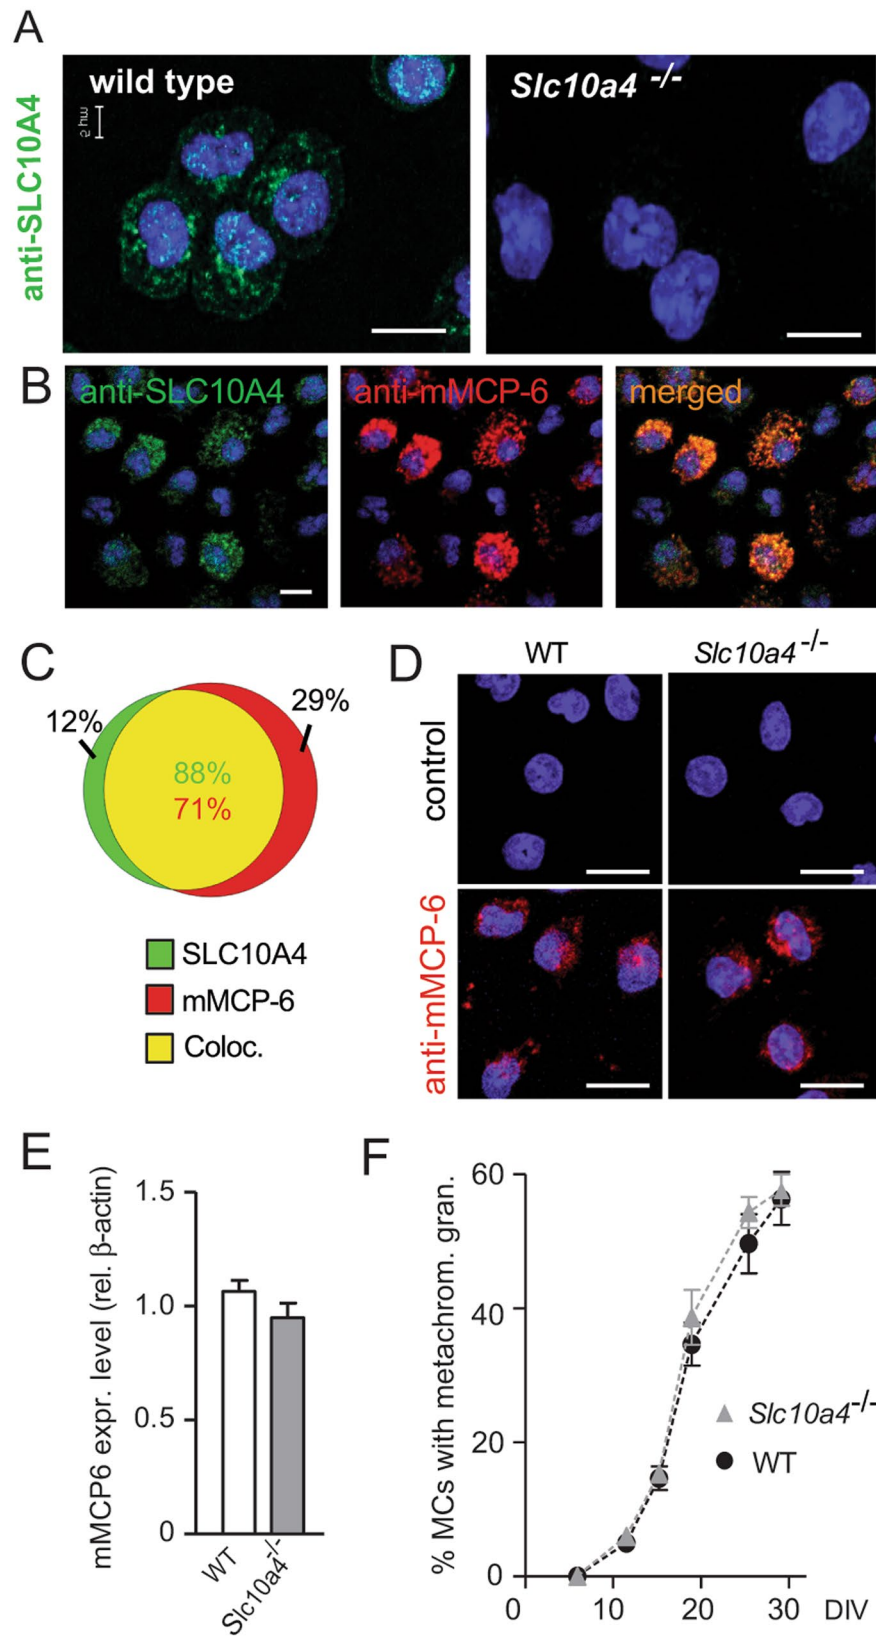 A
anti-SLC10A4
wild type
5 µm
Slc10a4 -/-
B
anti-SLC10A4
anti-mMCP-6
merged
C
12%
29%
88%
71%
SLC10A4
mMCP-6
Coloc.
D
WT
Slc10a4-/-
control
anti-mMCP-6
E
mMCP6 expr. level (rel. β-actin)
1.5
1.0
0.5
0
WT
Slc10a4-/-
F
% MCs with metachrom. gran.
60
40
20
0
Slc10a4-/-
WT
0
10
20
30
DIV